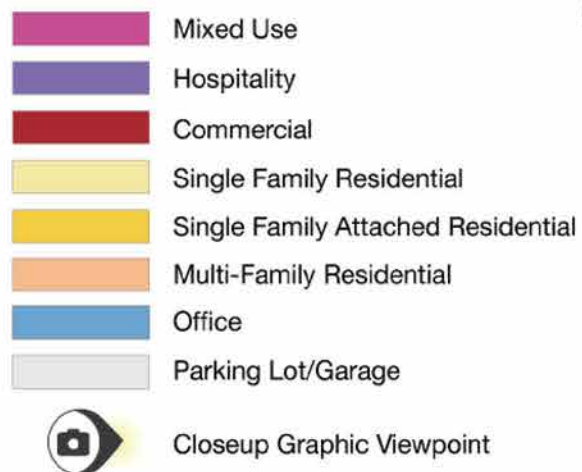 Mixed Use
Hospitality
Commercial
Single Family Residential
Single Family Attached Residential
Multi-Family Residential
Office
Parking Lot/Garage
Closeup Graphic Viewpoint